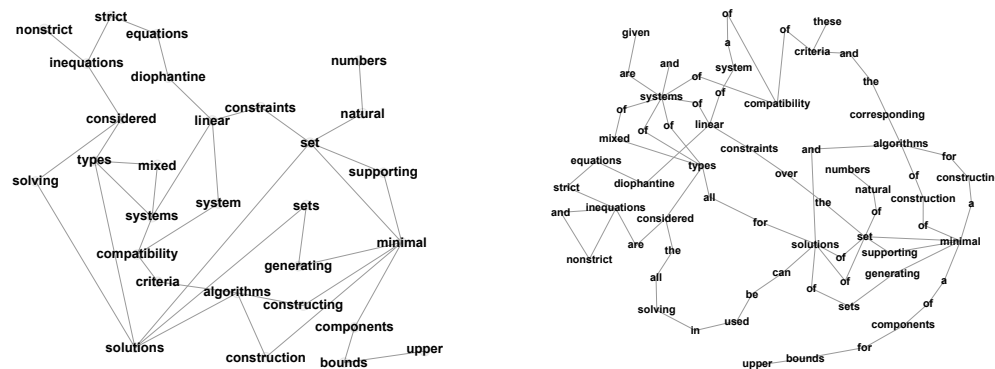 strict
nonstrict
equations
inequations
diophantine
numbers
considered
linear
constraints
natural
set
types
mixed
supporting
solving
systems
system
sets
minimal
compatibility
generating
criteria
algorithms
constructing
components
solutions
construction
bounds
upper
of
these
given
of
a
criteria
and
and
are
system
the
systems
of
of
of
compatibility
of
of
of
linear
corresponding
mixed
constraints
and
algorithms
for
equations
types
over
numbers
of
constructin
strict
diophantine
all
natural
construction
a
and
inequations
considered
for
the
of
of
are
the
solutions
set
supporting
minimal
nonstrict
all
can
of
generating
a
of
be
of
sets
of
solving
in
used
components
for
upper
bounds